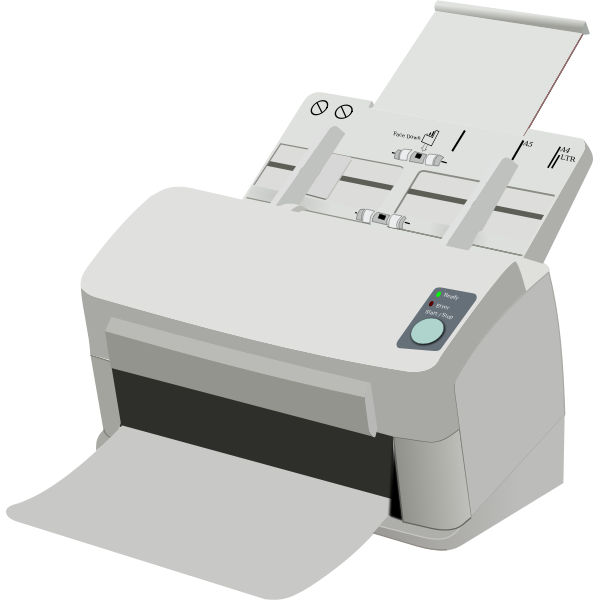 Face Down
A5
A4
LTR
Ready
Error
Start / Stop